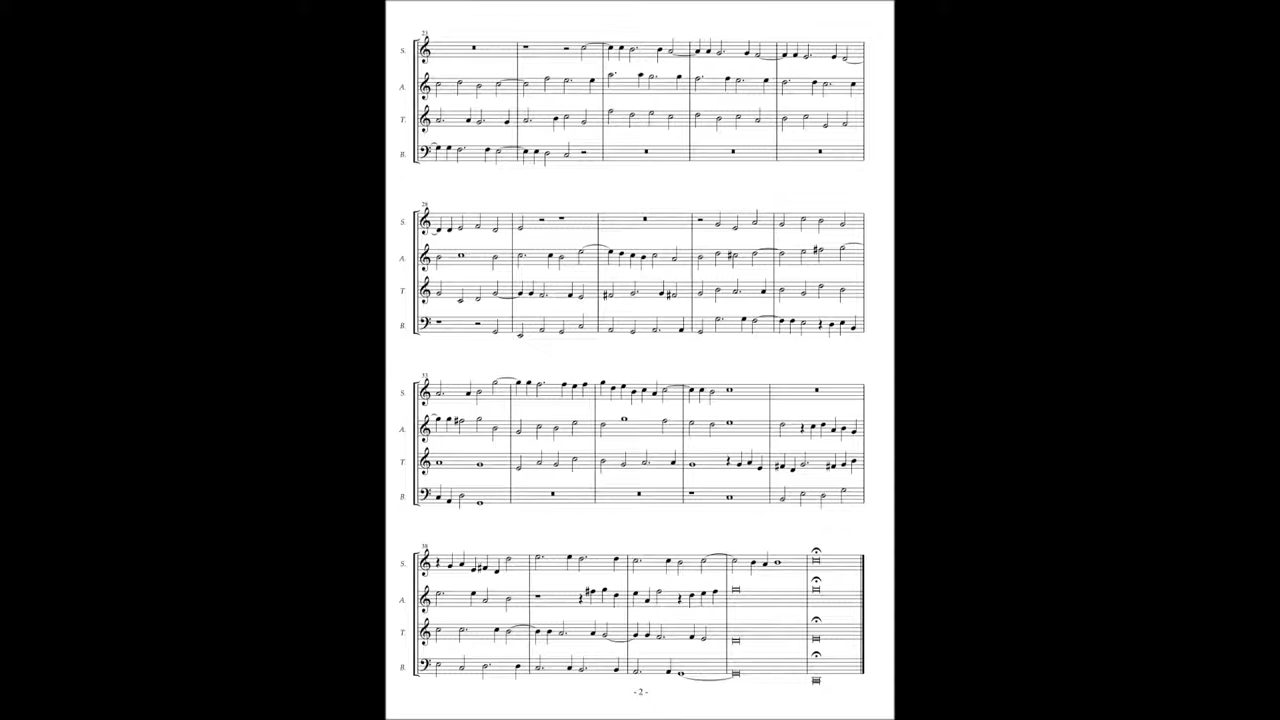 23
S.
A.
T.
B.
28
S.
A.
T.
B.
33
S.
A.
T.
B.
38
S.
A.
T.
B.
- 2 -